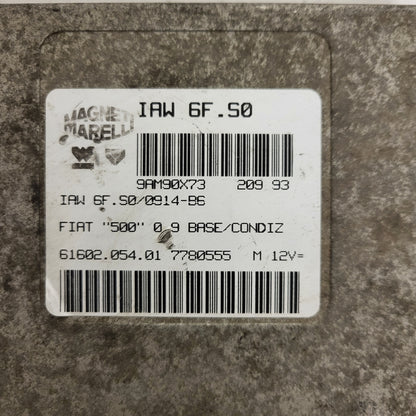 MAGNETI
MARELLI
IAW 6F.S0
9AM90X73 209 93
IAW 6F.S0/0914-B6
FIAT "500" 0 9 BASE/CONDIZ
61602.054.01 7780555 M 12V=